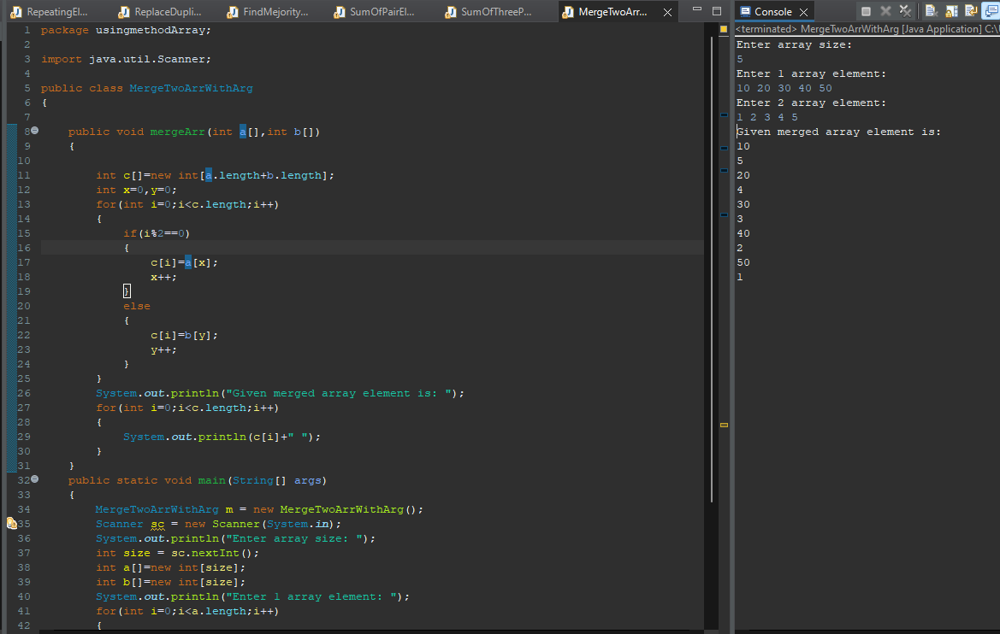 RepeatingEl...
ReplaceDupli...
FindMejority...
SumOfPairEl...
SumOfThreeP...
MergeTwoArr...
1 package usingmethodArray;
2
3 import java.util.Scanner;
4
5 public class MergeTwoArrWithArg
6 {
7
8 public void mergeArr(int a[],int b[])
9 {
10
11 int c[]=new int[a.length+b.length];
12 int x=0,y=0;
13 for(int i=0;i<c.length;i++)
14 {
15 if(i%2==0)
16 {
17 c[i]=a[x];
18 x++;
19 }
20 else
21 {
22 c[i]=b[y];
23 y++;
24 }
25 }
26 System.out.println("Given merged array element is: ");
27 for(int i=0;i<c.length;i++)
28 {
29 System.out.println(c[i]+" ");
30 }
31 }
32 public static void main(String[] args)
33 {
34 MergeTwoArrWithArg m = new MergeTwoArrWithArg();
35 Scanner sc = new Scanner(System.in);
36 System.out.println("Enter array size: ");
37 int size = sc.nextInt();
38 int a[]=new int[size];
39 int b[]=new int[size];
40 System.out.println("Enter 1 array element: ");
41 for(int i=0;i<a.length;i++)
42 {
Console
<terminated> MergeTwoArrWithArg [Java Application] C:\
Enter array size:
5
Enter 1 array element:
10 20 30 40 50
Enter 2 array element:
1 2 3 4 5
Given merged array element is:
10
5
20
4
30
3
40
2
50
1